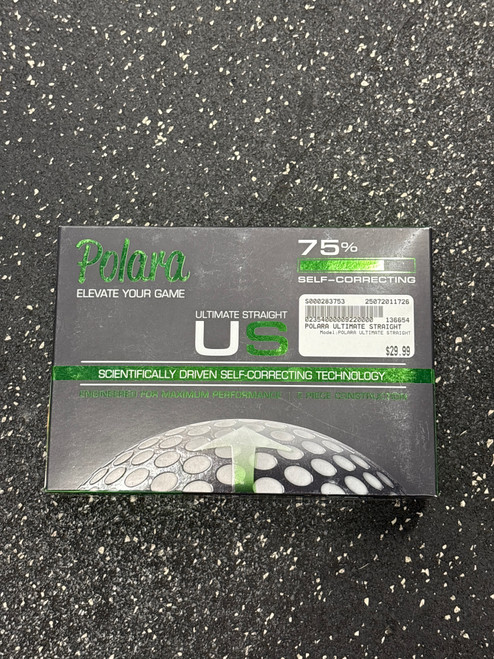 Polara
ELEVATE YOUR GAME
75%
SELF-CORRECTING
S000263753 25072011726
02354000009220000 136654
POLARA ULTIMATE STRAIGHT
Model:POLARA ULTIMATE STRAIGHT
$29.99
ULTIMATE STRAIGHT
US
SCIENTIFICALLY DRIVEN SELF-CORRECTING TECHNOLOGY
ENGINEERED FOR MAXIMUM PERFORMANCE